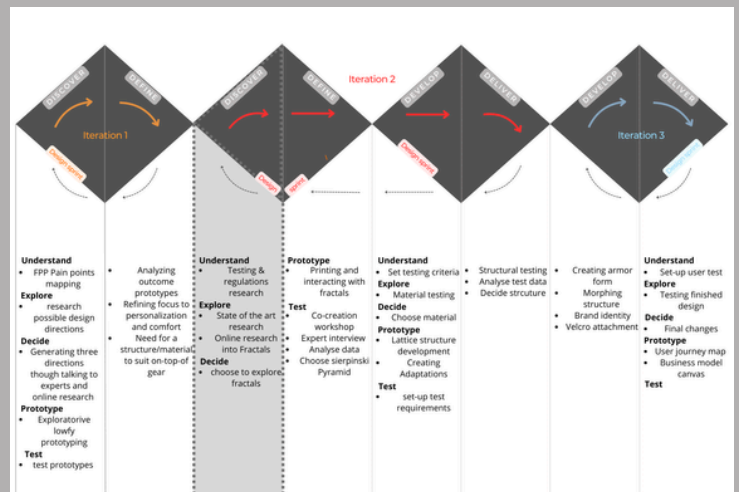 DISCOVER
DEFINE
DISCOVER
DEFINE
Iteration 2
DEVELOP
DELIVER
DEVELOP
DELIVER
Iteration 1
Iteration 3
Design sprint
Design
sprint
Design sprint
Design sprint
Understand
FPP Pain points
mapping
Explore
research
possible design
directions
Decide
Generating three
directions
though talking to
experts and
online research
Prototype
Exploratorive
lowfy
prototyping
Test
test prototypes
Analyzing
outcome
prototypes
Refining focus to
personalization
and comfort
Need for a
structure/material
to suit on-top-of
gear
Understand
Testing &
regulations
research
Explore
State of the art
research
Online research
into Fractals
Decide
choose to explore
fractals
Prototype
Printing and
interacting with
fractals
Test
Co-creation
workshop
Expert interview
Analyse data
Choose sierpinski
Pyramid
Understand
Set testing criteria
Explore
Material testing
Decide
Choose material
Prototype
Lattice structure
development
Creating
Adaptations
Test
set-up test
requirements
Structural testing
Analyse test data
Decide strcuture
Creating armor
form
Morphing
structure
Brand identity
Velcro attachment
Understand
Set-up user test
Explore
Testing finished
design
Decide
Final changes
Prototype
User journey map
Business model
canvas
Test